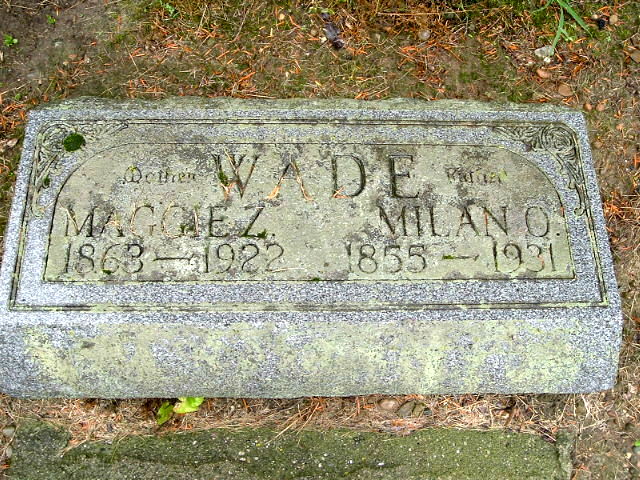 Mother WADE Father
MAGGIE Z. MILAN O.
1863 — 1922 1855 — 1931